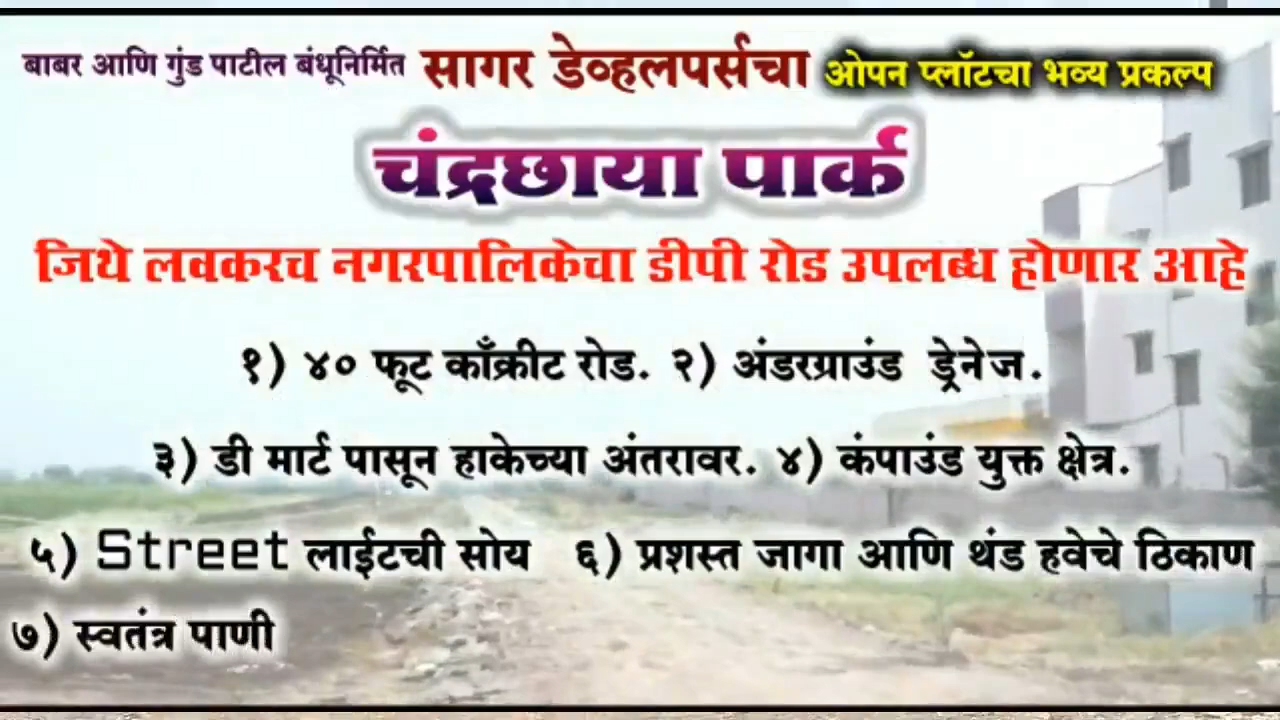 बाबर आणि गुंड पाटील बंधूनिर्मित सागर डेव्हलपर्सचा ओपन प्लॉटचा भव्य प्रकल्प
चंद्रछाया पार्क
जिथे लवकरच नगरपालिकेचा डीपी रोड उपलब्ध होणार आहे
१) ४० फूट काँक्रीट रोड. २) अंडरग्राउंड ड्रेनेज.
३) डी मार्ट पासून हाकेच्या अंतरावर. ४) कंपाउंड युक्त क्षेत्र.
५) Street लाईटची सोय ६) प्रशस्त जागा आणि थंड हवेचे ठिकाण
७) स्वतंत्र पाणी